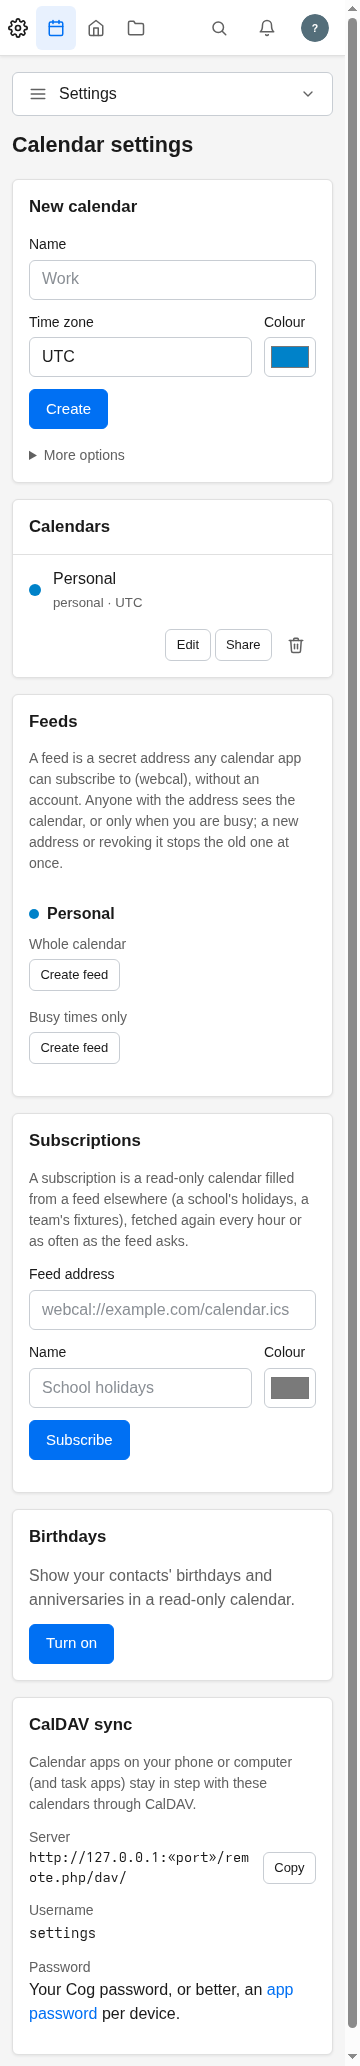 ?
Settings
Calendar settings
New calendar
Name
Work
Time zone
Colour
UTC
Create
More options
Calendars
Personal
personal · UTC
Edit
Share
Feeds
A feed is a secret address any calendar app
can subscribe to (webcal), without an
account. Anyone with the address sees the
calendar, or only when you are busy; a new
address or revoking it stops the old one at
once.
Personal
Whole calendar
Create feed
Busy times only
Create feed
Subscriptions
A subscription is a read-only calendar filled
from a feed elsewhere (a school's holidays, a
team's fixtures), fetched again every hour or
as often as the feed asks.
Feed address
webcal://example.com/calendar.ics
Name
Colour
School holidays
Subscribe
Birthdays
Show your contacts' birthdays and
anniversaries in a read-only calendar.
Turn on
CalDAV sync
Calendar apps on your phone or computer
(and task apps) stay in step with these
calendars through CalDAV.
Server
http://127.0.0.1:«port»/rem
ote.php/dav/
Copy
Username
settings
Password
Your Cog password, or better, an app
password per device.